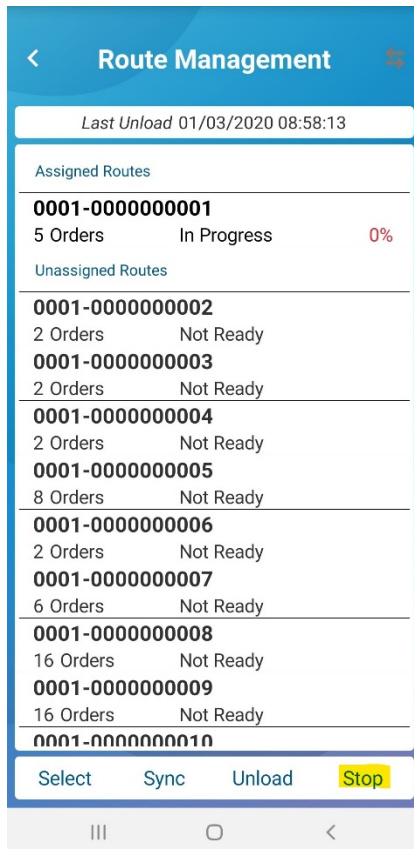 Route Management
Last Unload 01/03/2020 08:58:13
Assigned Routes
0001-0000000001
5 Orders In Progress 0%
Unassigned Routes
0001-0000000002
2 Orders Not Ready
0001-0000000003
2 Orders Not Ready
0001-0000000004
2 Orders Not Ready
0001-0000000005
8 Orders Not Ready
0001-0000000006
2 Orders Not Ready
0001-0000000007
6 Orders Not Ready
0001-0000000008
16 Orders Not Ready
0001-0000000009
16 Orders Not Ready
0001-0000000010
Select Sync Unload Stop